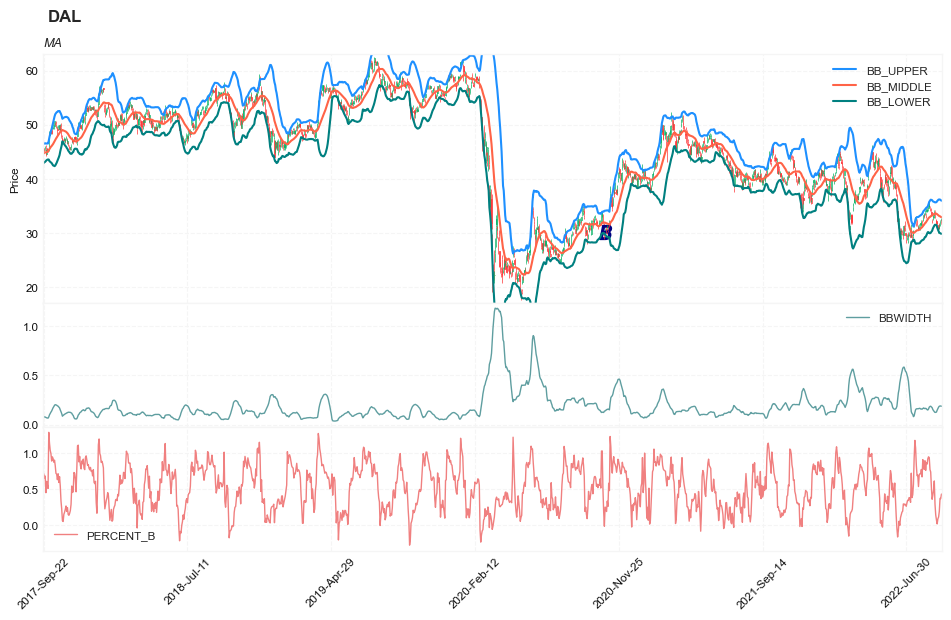 DAL
MA
60
50
40
30
20
Price
BB_UPPER
BB_MIDDLE
BB_LOWER
B
1.0
0.5
0.0
BBWIDTH
1.0
0.5
0.0
PERCENT_B
2017-Sep-22
2018-Jul-11
2019-Apr-29
2020-Feb-12
2020-Nov-25
2021-Sep-14
2022-Jun-30